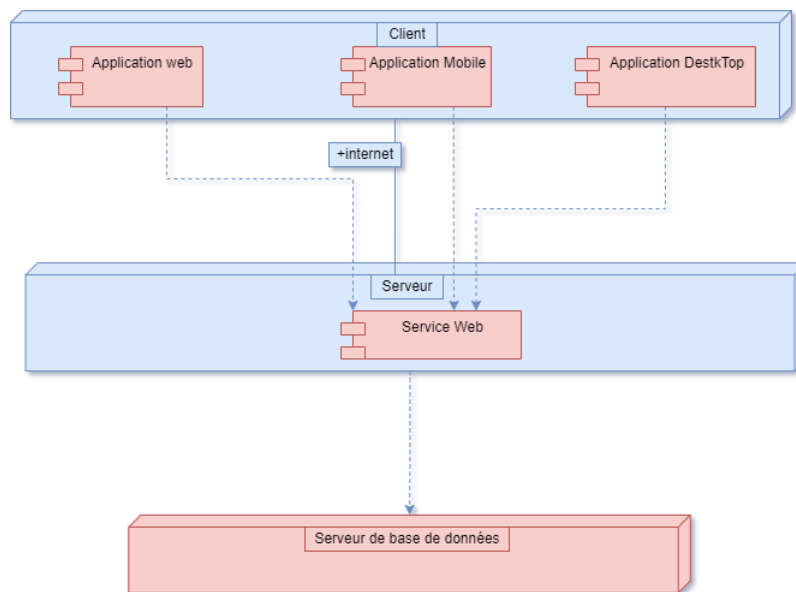 Client
Application web
Application Mobile
Application DestkTop
+internet
Serveur
Service Web
Serveur de base de données